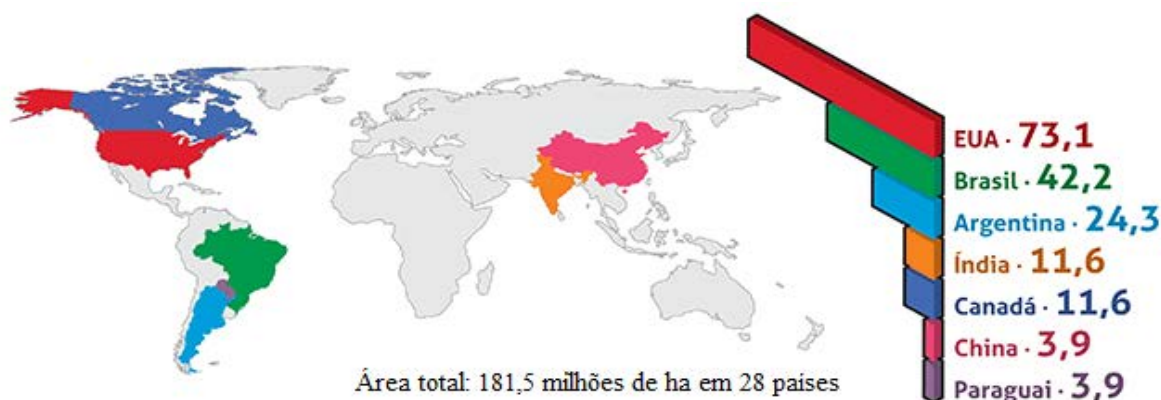 EUA · 73,1
Brasil · 42,2
Argentina · 24,3
Índia · 11,6
Canadá · 11,6
China · 3,9
Paraguai · 3,9
Área total: 181,5 milhões de ha em 28 países